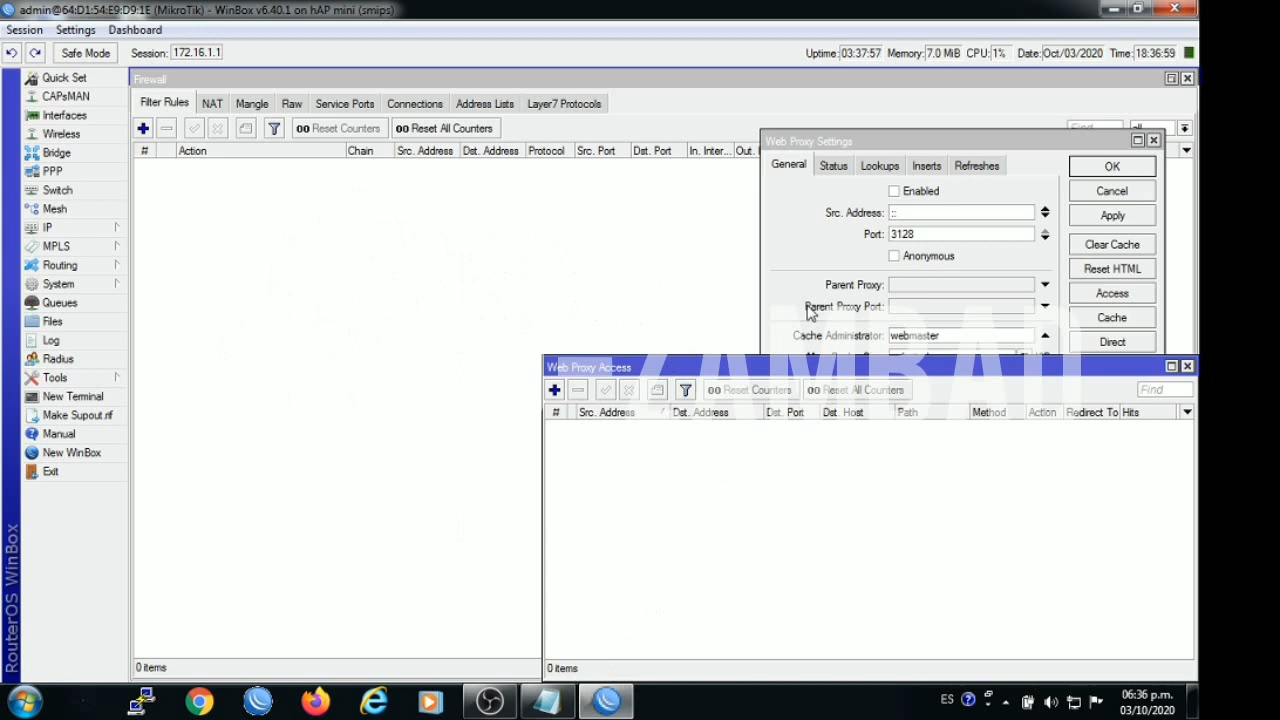 admin@64:D1:54:E9:D9:1E (MikroTik) - WinBox v6.40.1 on hAP mini (smips)
Session Settings Dashboard
Safe Mode Session: 172.16.1.1 Uptime: 03:37:57 Memory: 7.0 MiB CPU: 1% Date: Oct/03/2020 Time: 18:36:59
Quick Set
CAPsMAN
Interfaces
Wireless
Bridge
PPP
Switch
Mesh
IP
MPLS
Routing
System
Queues
Files
Log
Radius
Tools
New Terminal
Make Supout.rif
Manual
New WinBox
Exit
RouterOS WinBox
Firewall
Filter Rules NAT Mangle Raw Service Ports Connections Address Lists Layer7 Protocols
00 Reset Counters 00 Reset All Counters Find all
# Action Chain Src. Address Dst. Address Protocol Src. Port Dst. Port In. Inter... Out.
0 items
Web Proxy Settings
General Status Lookups Inserts Refreshes
Enabled
Src. Address: ::
Port: 3128
Anonymous
Parent Proxy:
Parent Proxy Port:
Cache Administrator: webmaster
OK
Cancel
Apply
Clear Cache
Reset HTML
Access
Cache
Direct
Web Proxy Access
00 Reset Counters 00 Reset All Counters Find
# Src. Address Dst. Address Dst. Port Dst. Host Path Method Action Redirect To Hits
0 items
ZAMBAO
ES 06:36 p.m.
03/10/2020